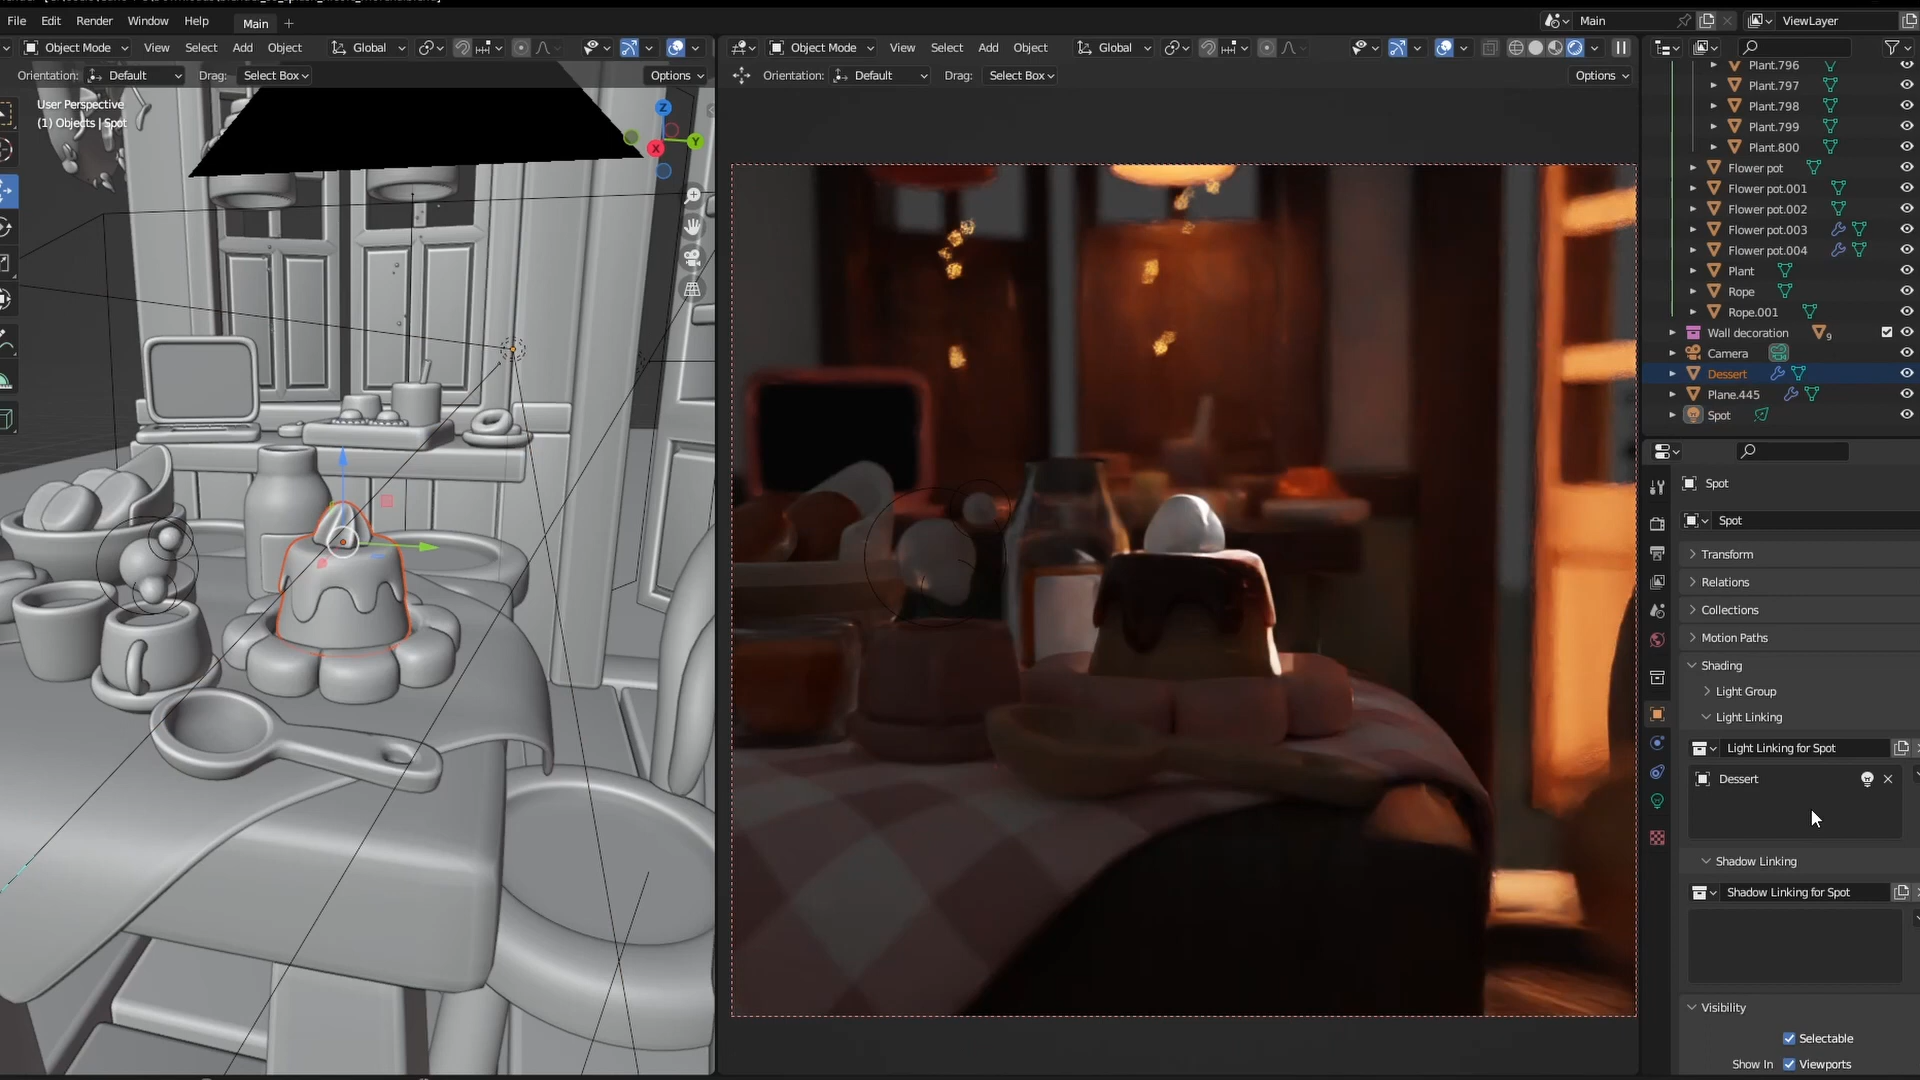 File Edit Render Window Help Main
Main ViewLayer
Object Mode View Select Add Object Global
Object Mode View Select Add Object Global
Orientation: Default Drag: Select Box Options
Orientation: Default Drag: Select Box Options
User Perspective
(1) Objects | Spot
Z
Y
X
Plant.796
Plant.797
Plant.798
Plant.799
Plant.800
Flower pot
Flower pot.001
Flower pot.002
Flower pot.003
Flower pot.004
Plant
Rope
Rope.001
Wall decoration 9
Camera
Dessert
Plane.445
Spot
Spot
Spot
Transform
Relations
Collections
Motion Paths
Shading
Light Group
Light Linking
Light Linking for Spot
Dessert
Shadow Linking
Shadow Linking for Spot
Visibility
Selectable
Show In Viewports